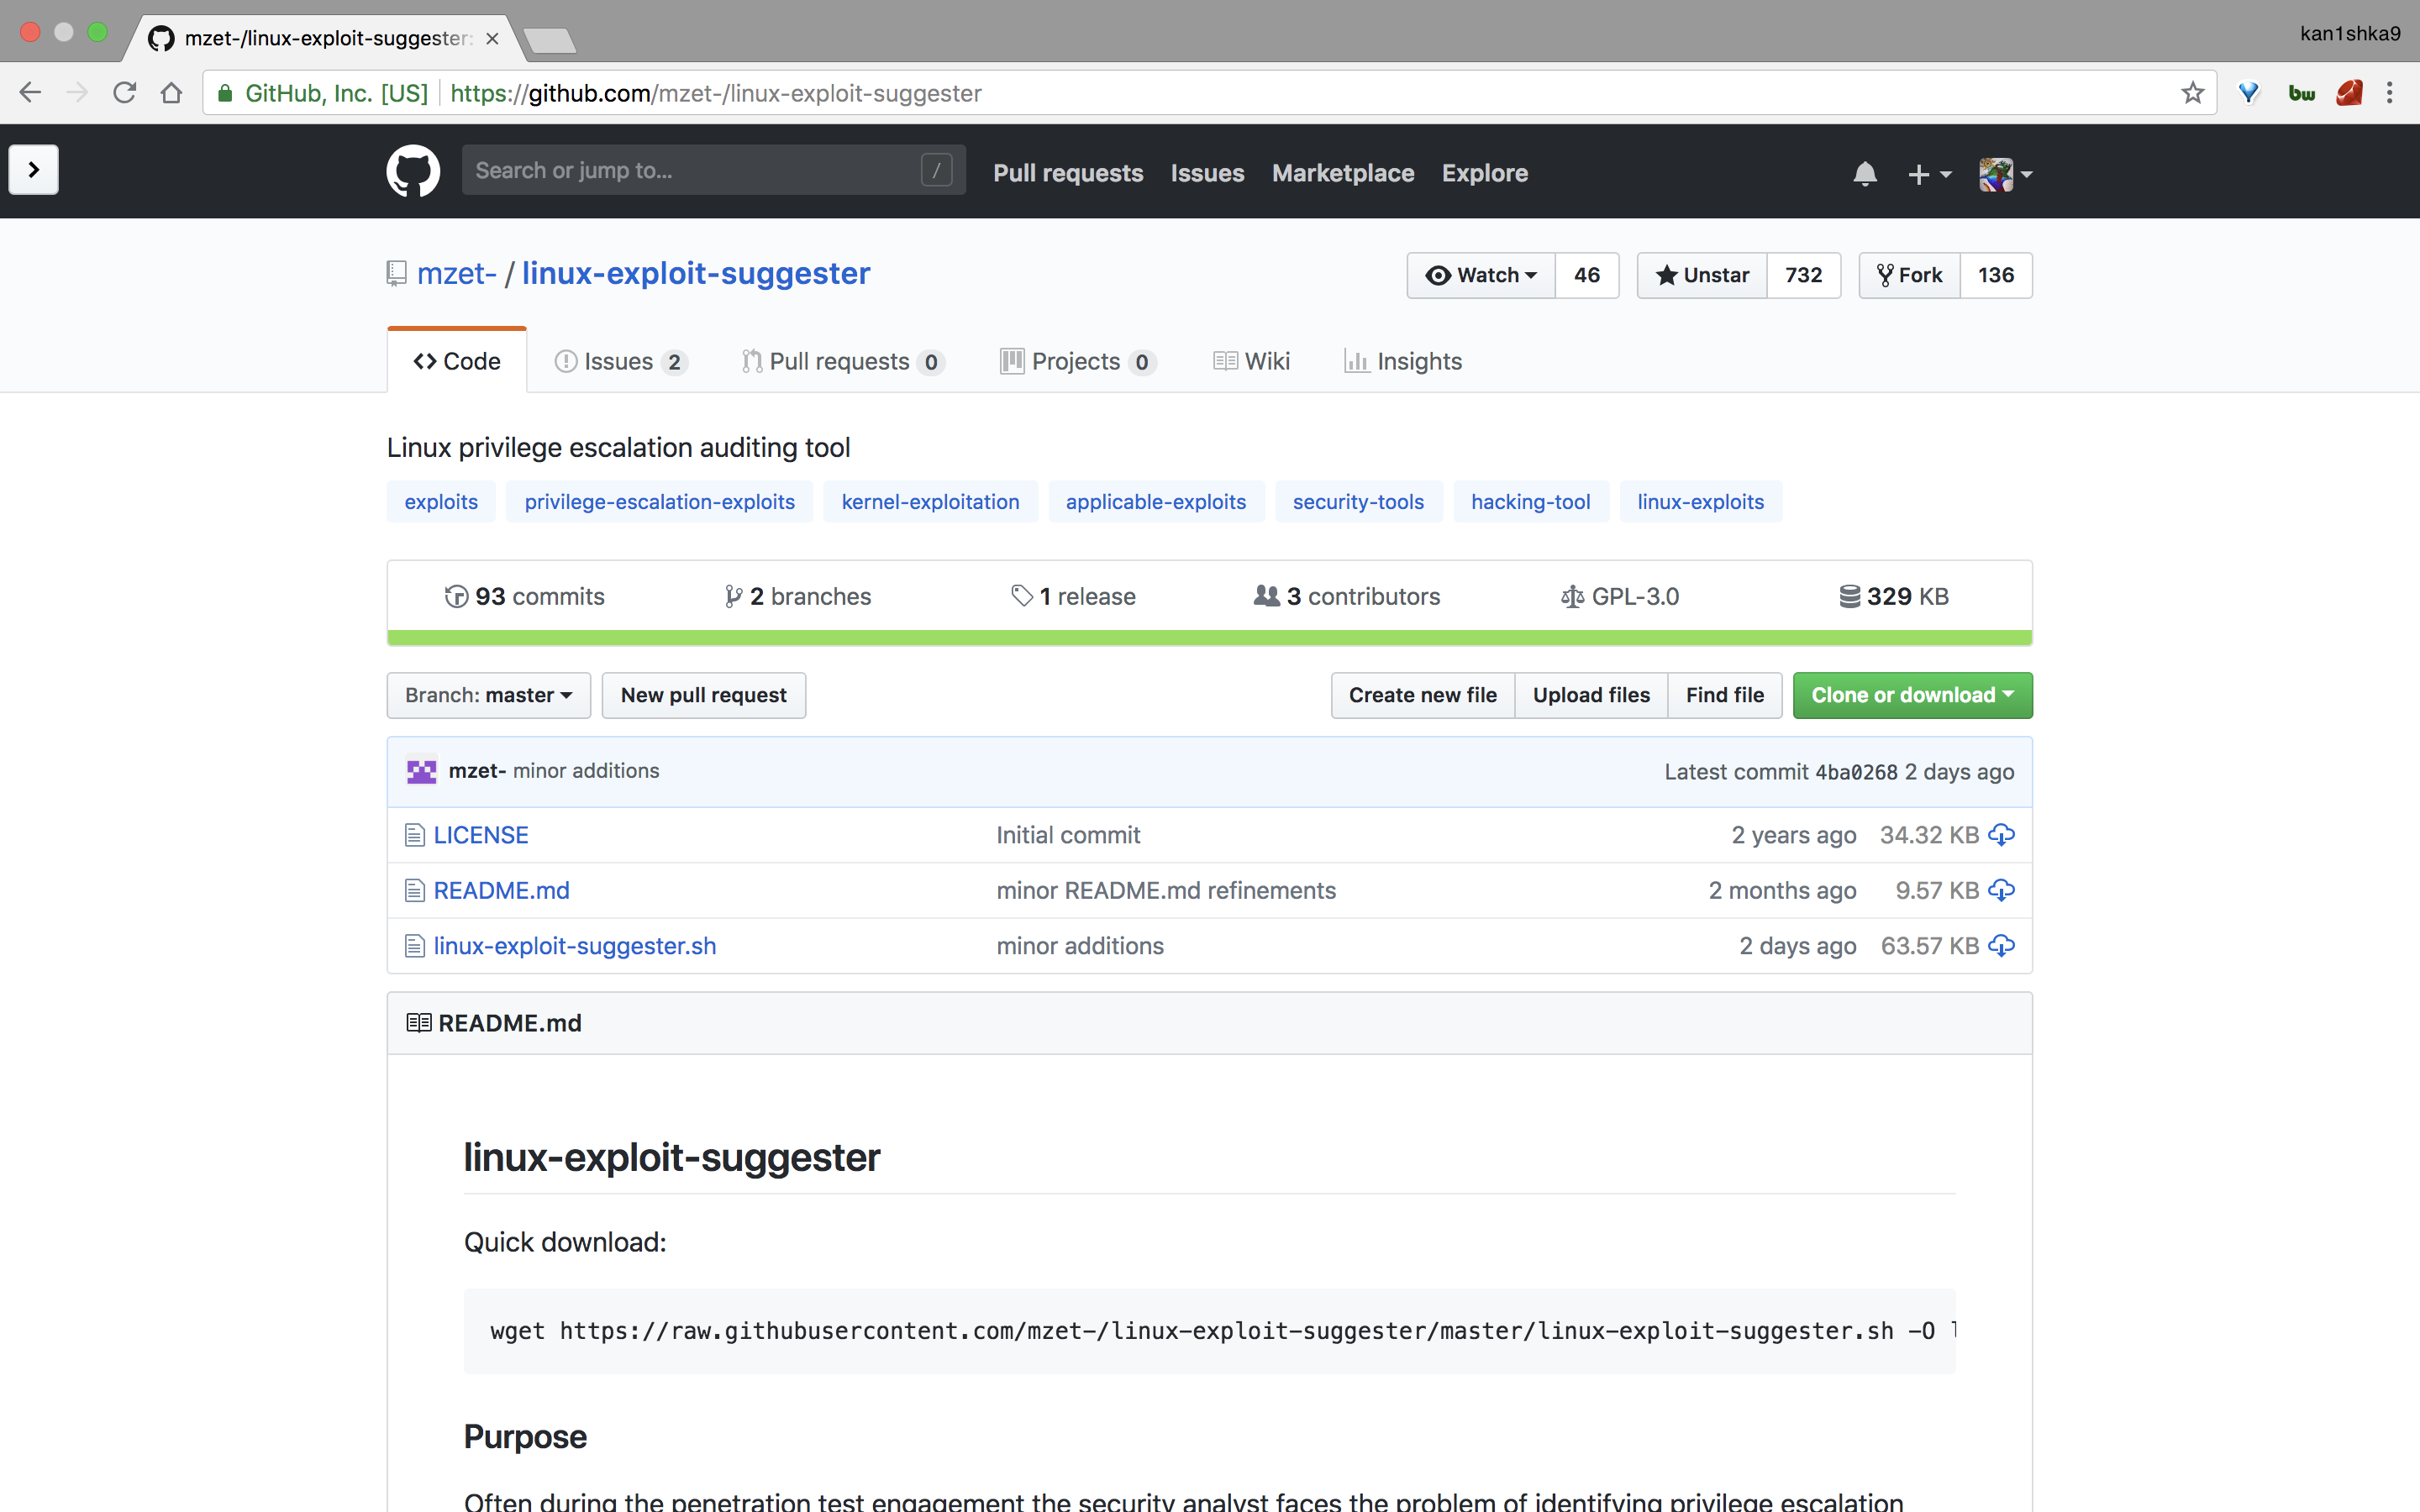 mzet-/linux-exploit-suggester:
kan1shka9
GitHub, Inc. [US] https://github.com/mzet-/linux-exploit-suggester
bw
Search or jump to... / Pull requests Issues Marketplace Explore
mzet- / linux-exploit-suggester
Watch 46 Unstar 732 Fork 136
Code Issues 2 Pull requests 0 Projects 0 Wiki Insights
Linux privilege escalation auditing tool
exploits privilege-escalation-exploits kernel-exploitation applicable-exploits security-tools hacking-tool linux-exploits
93 commits 2 branches 1 release 3 contributors GPL-3.0 329 KB
Branch: master New pull request Create new file Upload files Find file Clone or download
mzet- minor additions Latest commit 4ba0268 2 days ago
LICENSE Initial commit 2 years ago 34.32 KB
README.md minor README.md refinements 2 months ago 9.57 KB
linux-exploit-suggester.sh minor additions 2 days ago 63.57 KB
README.md
linux-exploit-suggester
Quick download:
wget https://raw.githubusercontent.com/mzet-/linux-exploit-suggester/master/linux-exploit-suggester.sh -O l
Purpose
Often during the penetration test engagement the security analyst faces the problem of identifying privilege escalation